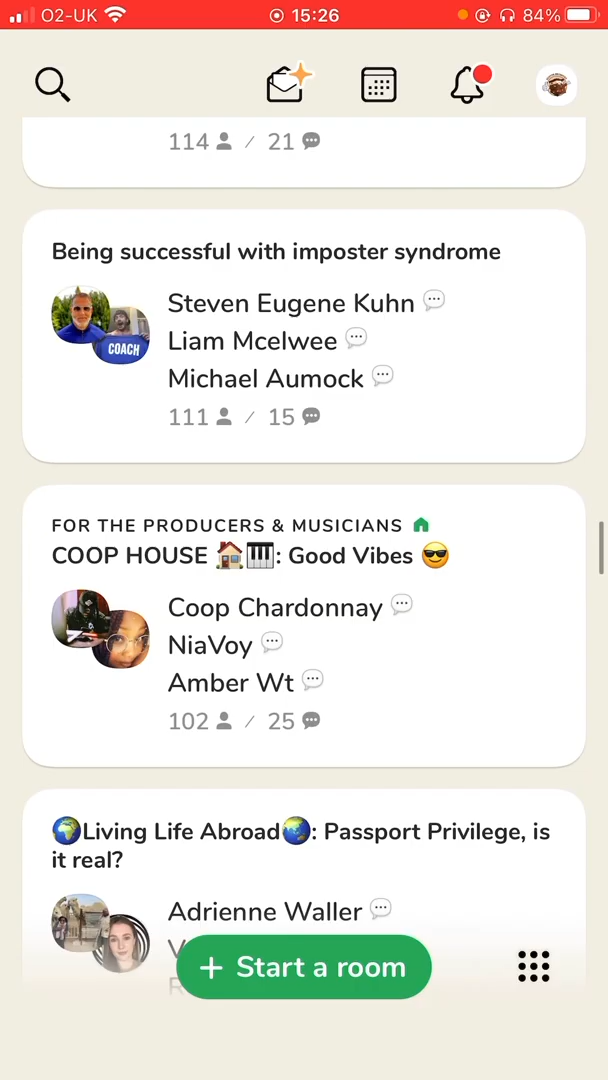 O2-UK 15:26 84%
114 / 21
Being successful with imposter syndrome
Steven Eugene Kuhn
Liam Mcelwee
COACH
Michael Aumock
111 / 15
FOR THE PRODUCERS & MUSICIANS
COOP HOUSE 🏠🎹: Good Vibes 😎
Coop Chardonnay
NiaVoy
Amber Wt
102 / 25
🌍Living Life Abroad🌏: Passport Privilege, is
it real?
Adrienne Waller
V
+ Start a room
R